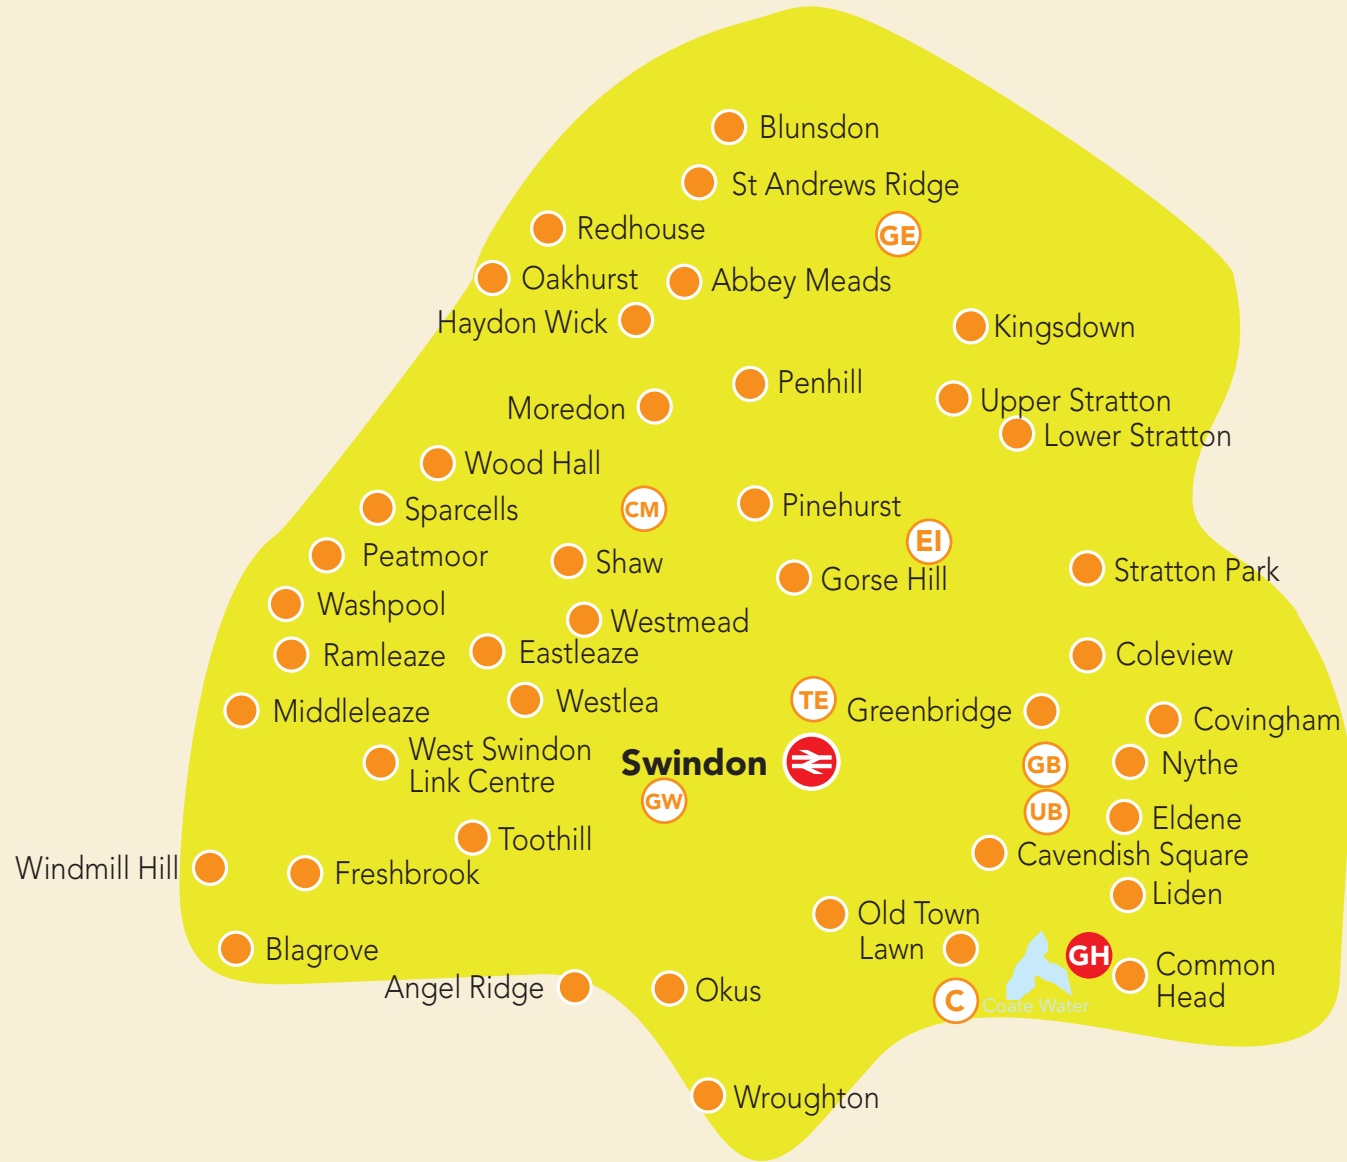 Blunsdon
St Andrews Ridge
Redhouse
GE
Oakhurst
Abbey Meads
Haydon Wick
Kingsdown
Penhill
Upper Stratton
Moredon
Lower Stratton
Wood Hall
Sparcells
CM
Pinehurst
EI
Peatmoor
Shaw
Gorse Hill
Stratton Park
Washpool
Westmead
Ramleaze
Eastleaze
Coleview
Middleleaze
Westlea
TE
Greenbridge
Covingham
West Swindon
Link Centre
Swindon
GB
Nythe
GW
UB
Eldene
Toothill
Cavendish Square
Windmill Hill
Freshbrook
Liden
Old Town
Lawn
Blagrove
GH
Common
Head
Angel Ridge
Okus
C
Coate Water
Wroughton